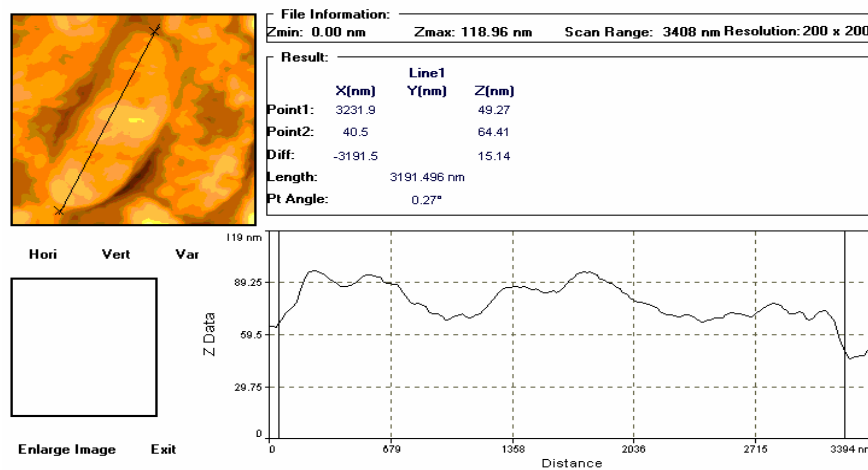 File Information:
Zmin: 0.00 nm Zmax: 118.96 nm Scan Range: 3408 nm Resolution: 200 x 200
Result:
Line1
X(nm) Y(nm) Z(nm)
Point1: 3231.9 49.27
Point2: 40.5 64.41
Diff: -3191.5 15.14
Length: 3191.496 nm
Pt Angle: 0.27°
Hori Vert Var
119 nm
89.25
59.5
29.75
0
Z Data
0 679 1358 2036 2715 3394 nm
Distance
Enlarge Image Exit